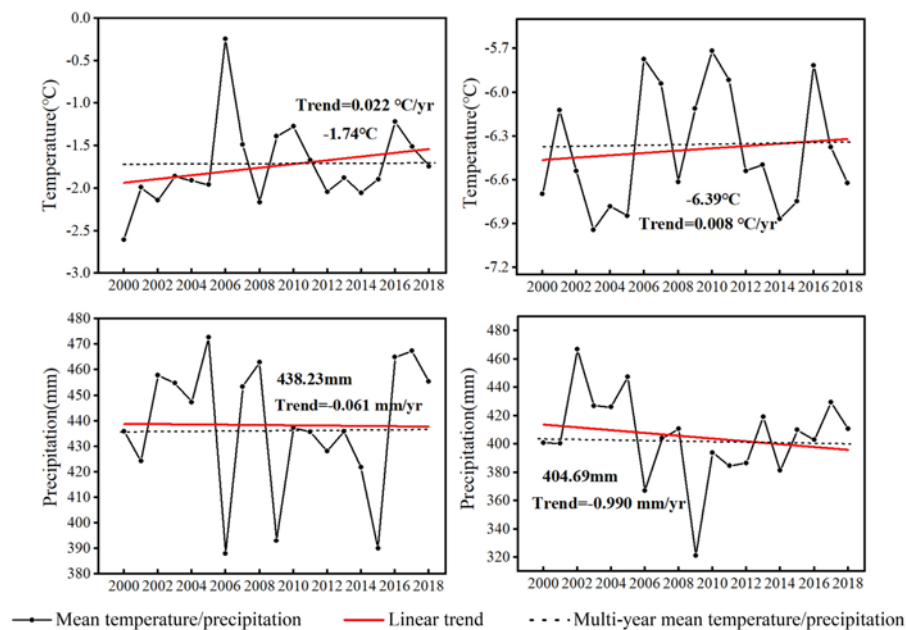 Temperature(°C)
0.0
-0.5
-1.0
-1.5
-2.0
-2.5
-3.0
Trend=0.022 °C/yr
-1.74°C
2000 2002 2004 2006 2008 2010 2012 2014 2016 2018
Temperature(°C)
-5.7
-6.0
-6.3
-6.6
-6.9
-7.2
-6.39°C
Trend=0.008 °C/yr
2000 2002 2004 2006 2008 2010 2012 2014 2016 2018
Precipitation(mm)
480
470
460
450
440
430
420
410
400
390
380
438.23mm
Trend=-0.061 mm/yr
2000 2002 2004 2006 2008 2010 2012 2014 2016 2018
Precipitation(mm)
480
460
440
420
400
380
360
340
320
404.69mm
Trend=-0.990 mm/yr
2000 2002 2004 2006 2008 2010 2012 2014 2016 2018
Mean temperature/precipitation Linear trend Multi-year mean temperature/precipitation